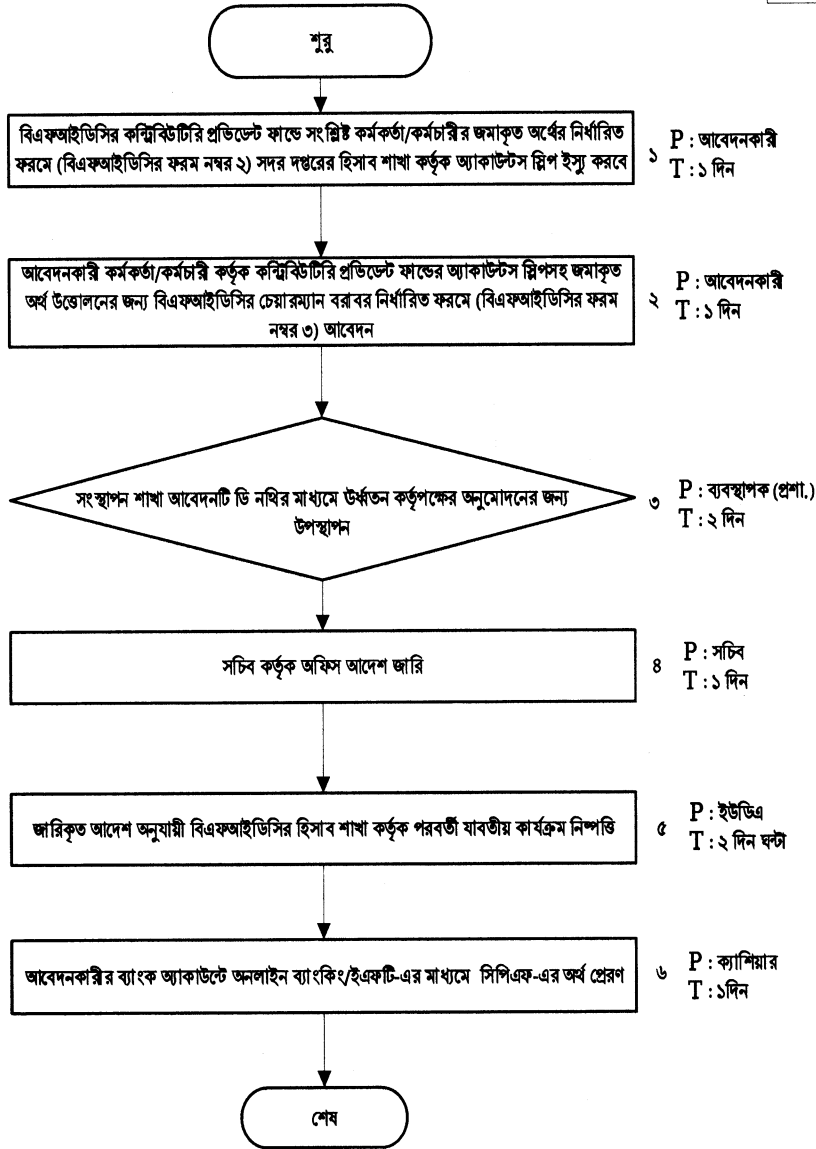 শুরু
বিএফআইডিসির কন্ট্রিবিউটিরি প্রভিডেন্ট ফান্ডে সংশ্লিষ্ট কর্মকর্তা/কর্মচারীর জমাকৃত অর্থের নির্ধারিত
ফরমে (বিএফআইডিসির ফরম নম্বর ২) সদর দপ্তরের হিসাব শাখা কর্তৃক অ্যাকাউন্টস স্লিপ ইস্যু করবে
১
P : আবেদনকারী
T : ১ দিন
আবেদনকারী কর্মকর্তা/কর্মচারী কর্তৃক কন্ট্রিবিউটিরি প্রভিডেন্ট ফান্ডের অ্যাকাউন্টস স্লিপসহ জমাকৃত
অর্থ উত্তোলনের জন্য বিএফআইডিসির চেয়ারম্যান বরাবর নির্ধারিত ফরমে (বিএফআইডিসির ফরম
নম্বর ৩) আবেদন
২
P : আবেদনকারী
T : ১ দিন
সংস্থাপন শাখা আবেদনটি ডি নথির মাধ্যমে উর্ধ্বতন কর্তৃপক্ষের অনুমোদনের জন্য
উপস্থাপন
৩
P : ব্যবস্থাপক (প্রশা.)
T : ২ দিন
সচিব কর্তৃক অফিস আদেশ জারি
৪
P : সচিব
T : ১ দিন
জারিকৃত আদেশ অনুযায়ী বিএফআইডিসির হিসাব শাখা কর্তৃক পরবর্তী যাবতীয় কার্যক্রম নিষ্পত্তি
৫
P : ইউডিএ
T : ২ দিন ঘন্টা
আবেদনকারীর ব্যাংক অ্যাকাউন্টে অনলাইন ব্যাংকিং/ইএফটি-এর মাধ্যমে সিপিএফ-এর অর্থ প্রেরণ
৬
P : ক্যাশিয়ার
T : ১দিন
শেষ